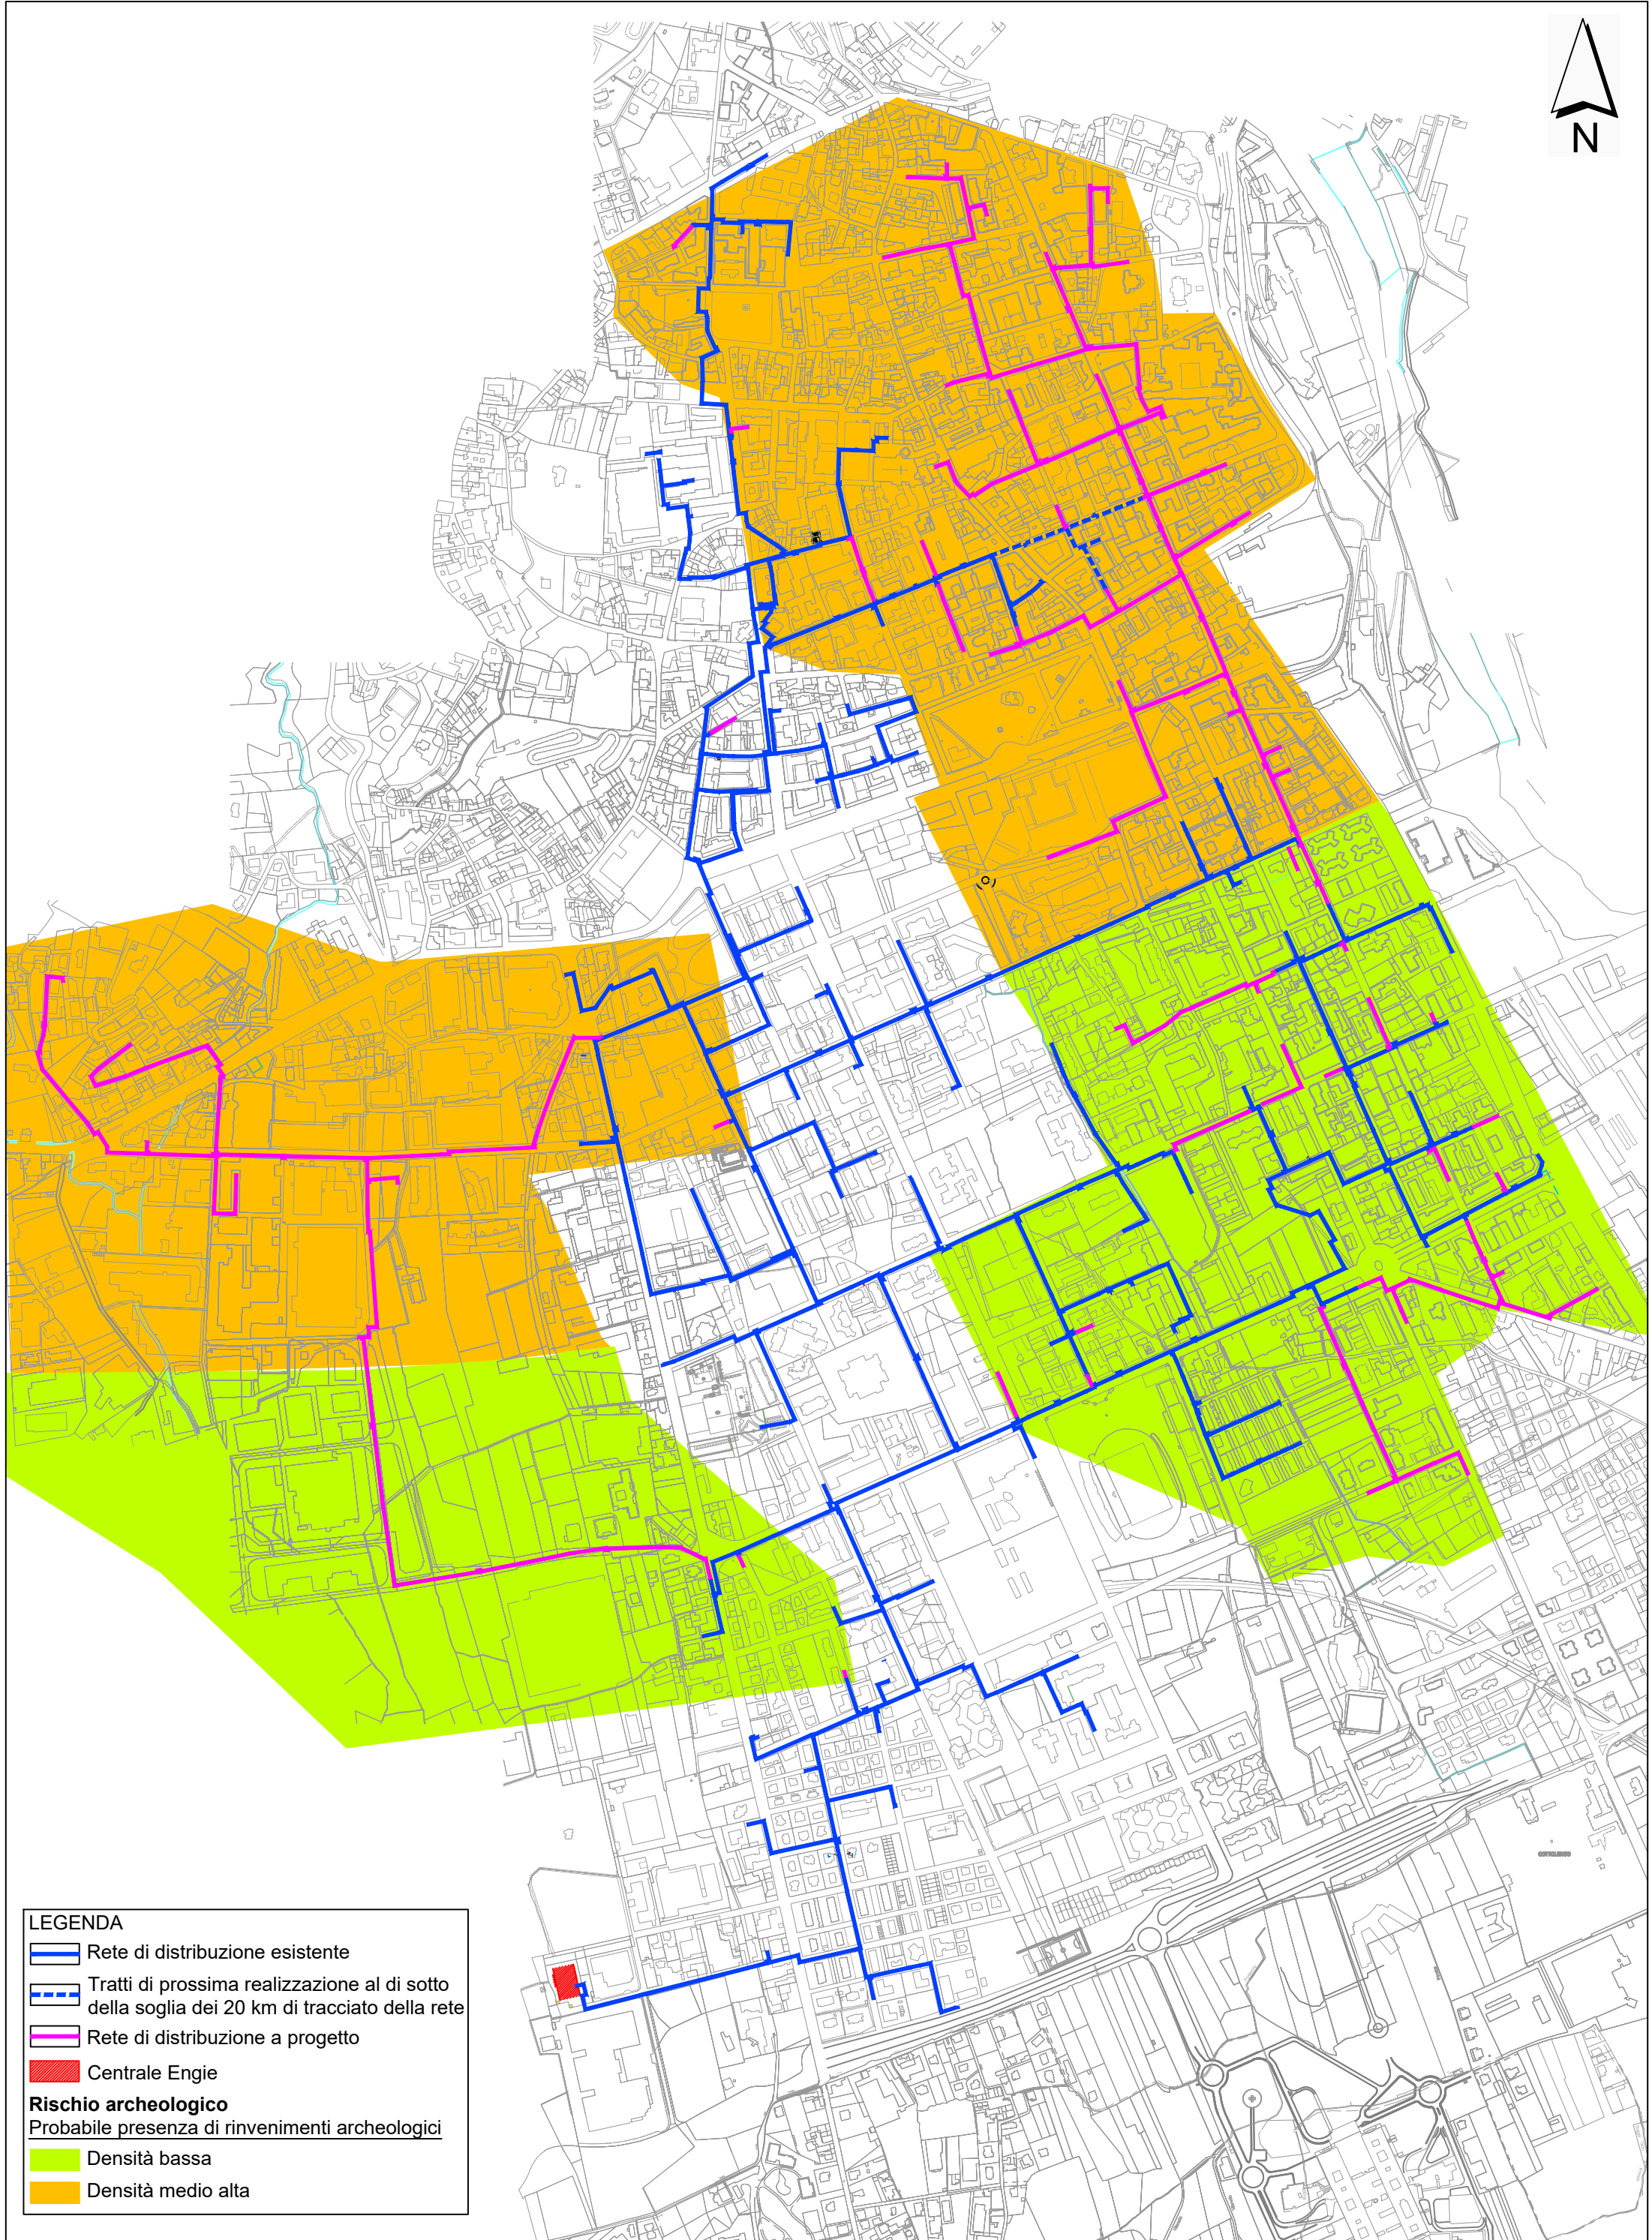 N
LEGENDA
Rete di distribuzione esistente
Tratti di prossima realizzazione al di sotto
della soglia dei 20 km di tracciato della rete
Rete di distribuzione a progetto
Centrale Engie
Rischio archeologico
Probabile presenza di rinvenimenti archeologici
Densità bassa
Densità medio alta